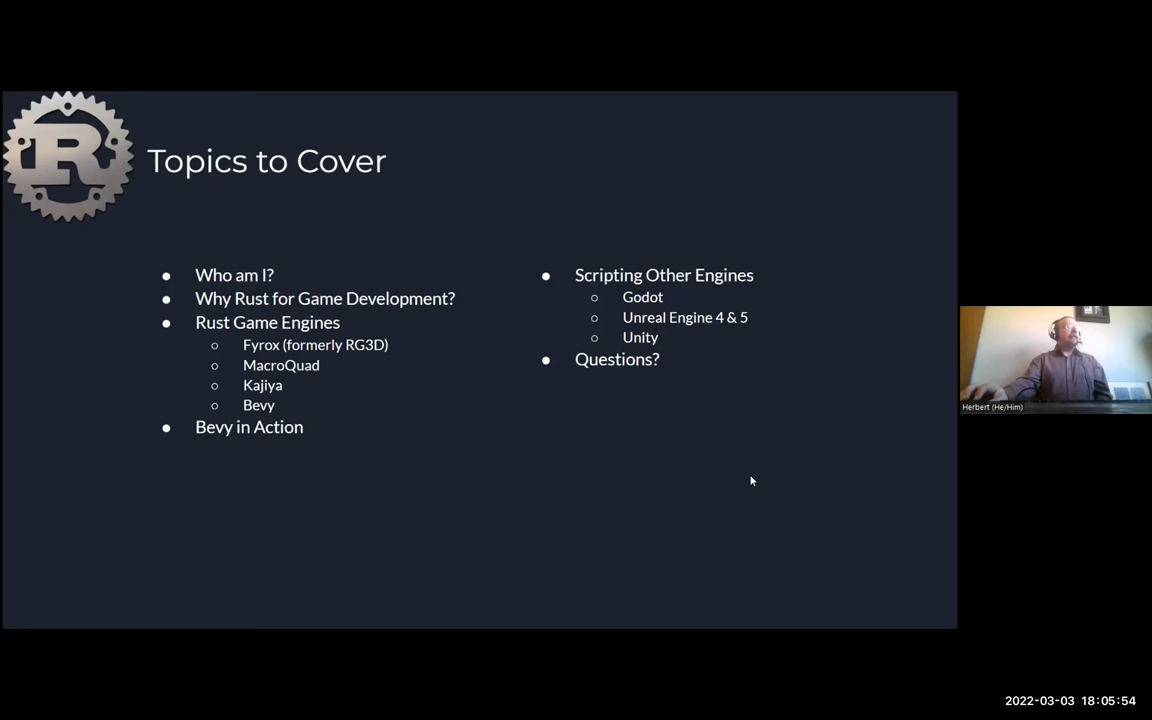 R
Topics to Cover
Who am I?
Why Rust for Game Development?
Rust Game Engines
Fyrox (formerly RG3D)
MacroQuad
Kajiya
Bevy
Bevy in Action
Scripting Other Engines
Godot
Unreal Engine 4 & 5
Unity
Questions?
Herbert (He/Him)
2022-03-03 18:05:54